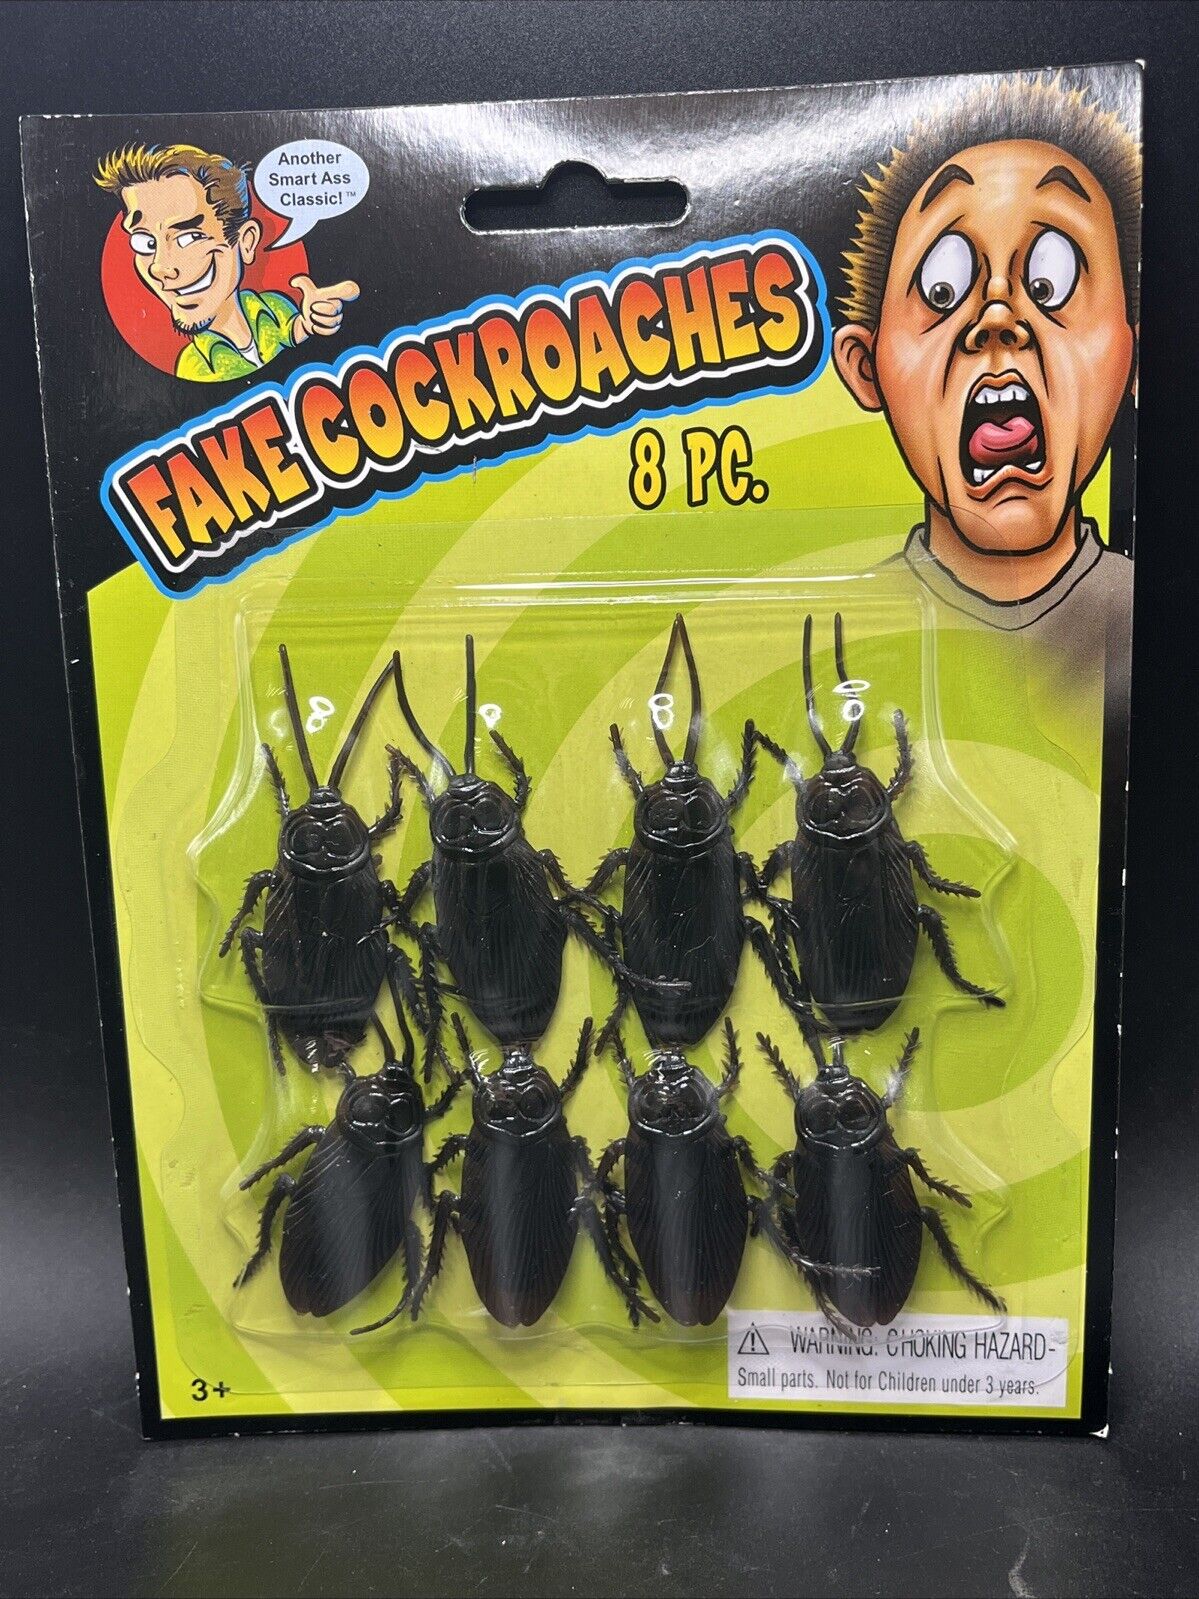 Another
Smart Ass
Classic!™
FAKE COCKROACHES
8 PC.
3+
⚠ WARNING: CHOKING HAZARD-
Small parts. Not for Children under 3 years.